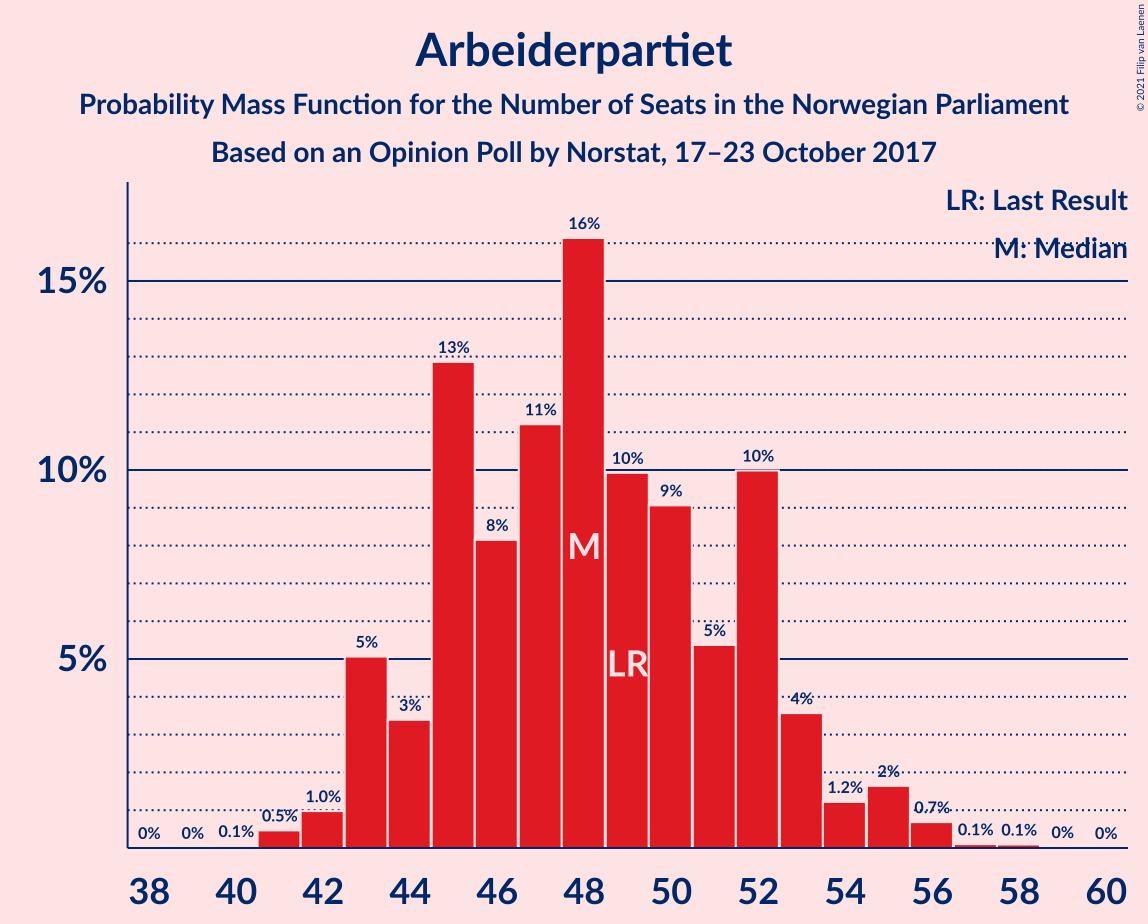 Arbeiderpartiet
Probability Mass Function for the Number of Seats in the Norwegian Parliament
Based on an Opinion Poll by Norstat, 17–23 October 2017
© 2021 Filip van Laenen
LR: Last Result
M: Median
15%
10%
5%
0%
0%
0.1%
0.5%
1.0%
5%
3%
13%
8%
11%
16%
10%
9%
5%
10%
4%
1.2%
2%
0.7%
0.1%
0.1%
0%
0%
M
LR
38 40 42 44 46 48 50 52 54 56 58 60